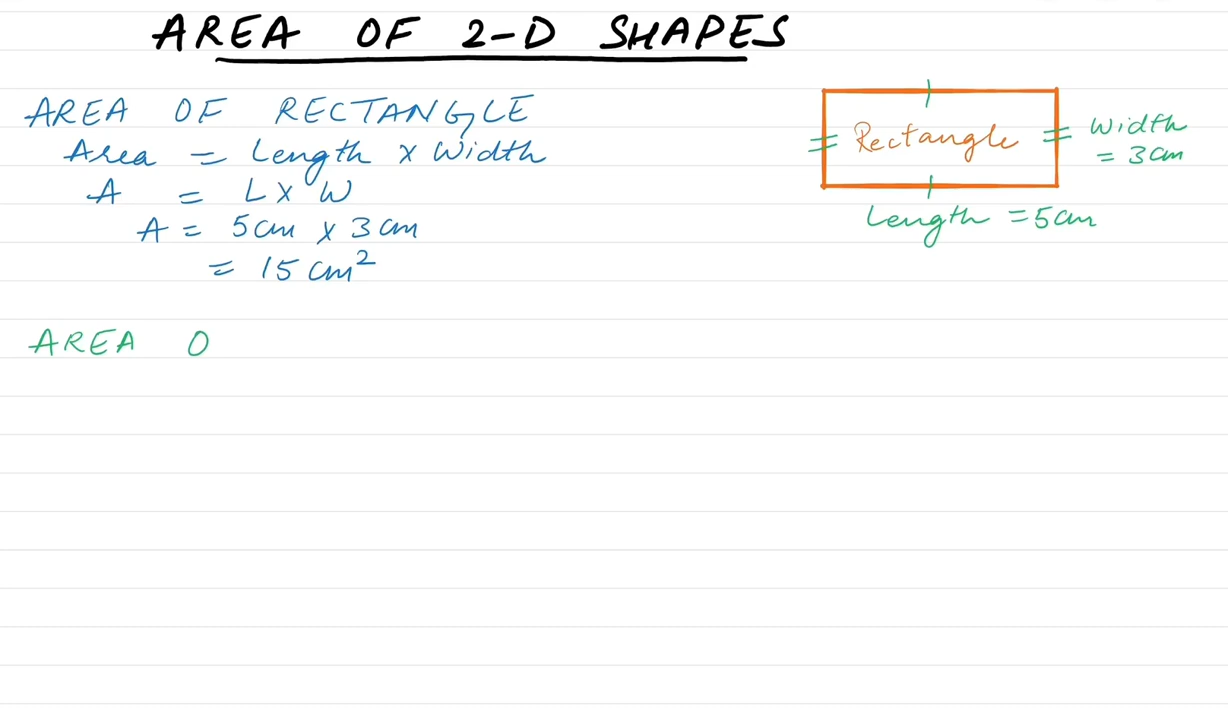 AREA OF 2-D SHAPES
AREA OF RECTANGLE
Area = Length x Width
A = L x W
A = 5cm x 3cm
= 15 cm²
Rectangle
Width
= 3cm
Length = 5cm
AREA O